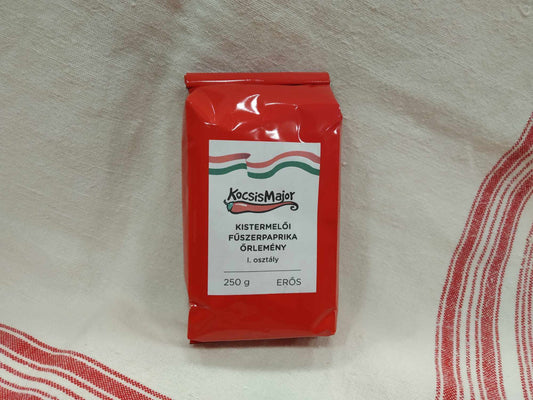 KocsisMajor
KISTERMELŐI
FŰSZERPAPRIKA
ŐRLEMÉNY
I. osztály
250 g ERŐS